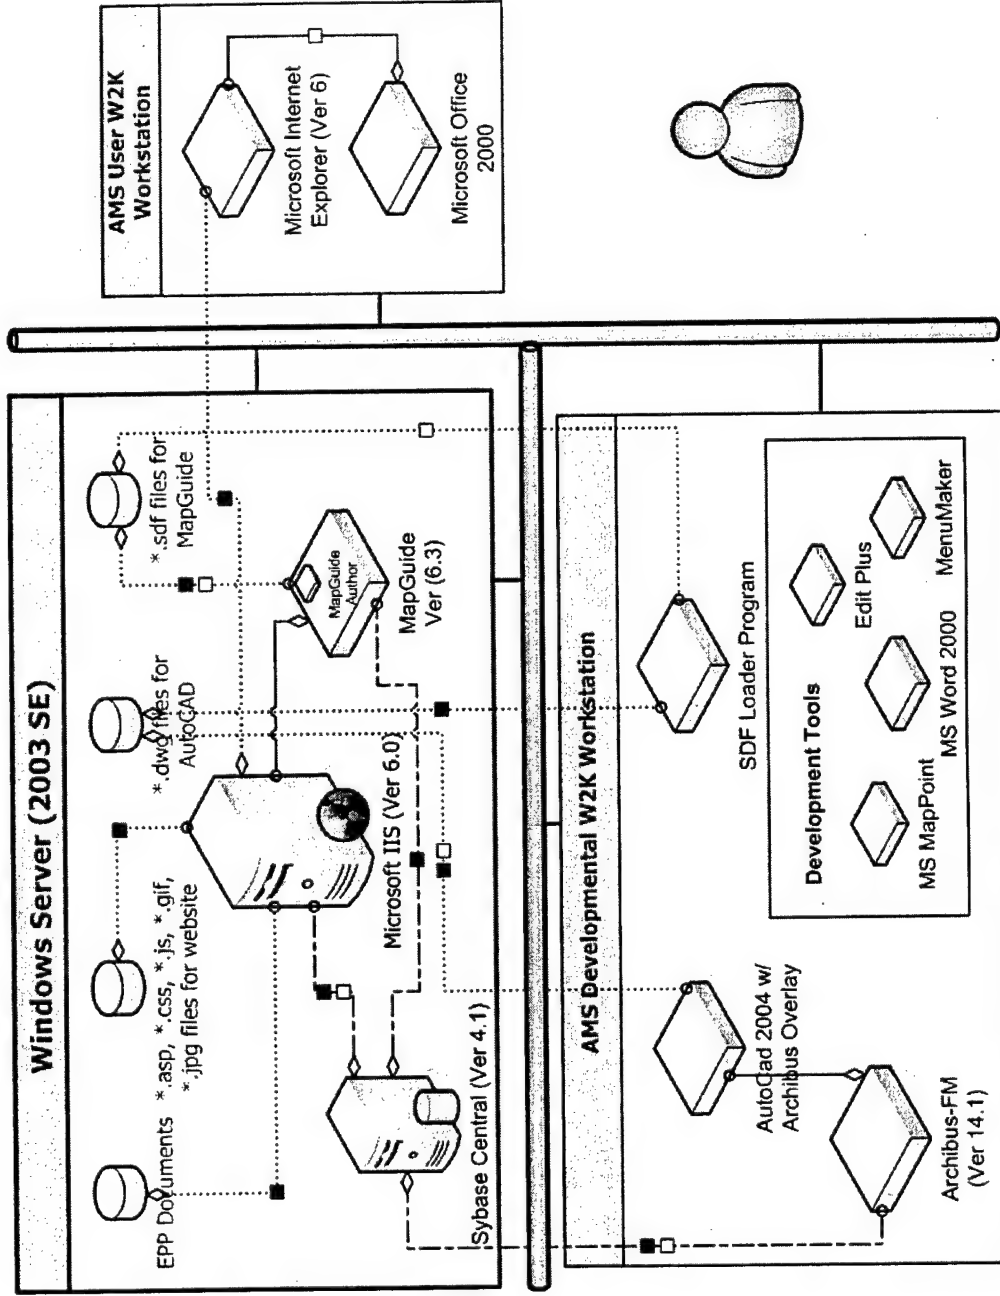 Windows Server (2003 SE)
EPP Documents
*.asp, *.css, *.js, *.gif,
*.jpg files for website
*.dwg files for
AutoCAD
*.sdf files for
MapGuide
Sybase Central (Ver 4.1)
Microsoft IIS (Ver 6.0)
MapGuide
Author
MapGuide
Ver (6.3)
AMS User W2K
Workstation
Microsoft Internet
Explorer (Ver 6)
Microsoft Office
2000
AMS Developmental W2K Workstation
AutoCad 2004 w/
Archibus Overlay
Archibus-FM
(Ver 14.1)
SDF Loader Program
Development Tools
MS MapPoint
MS Word 2000
Edit Plus
MenuMaker